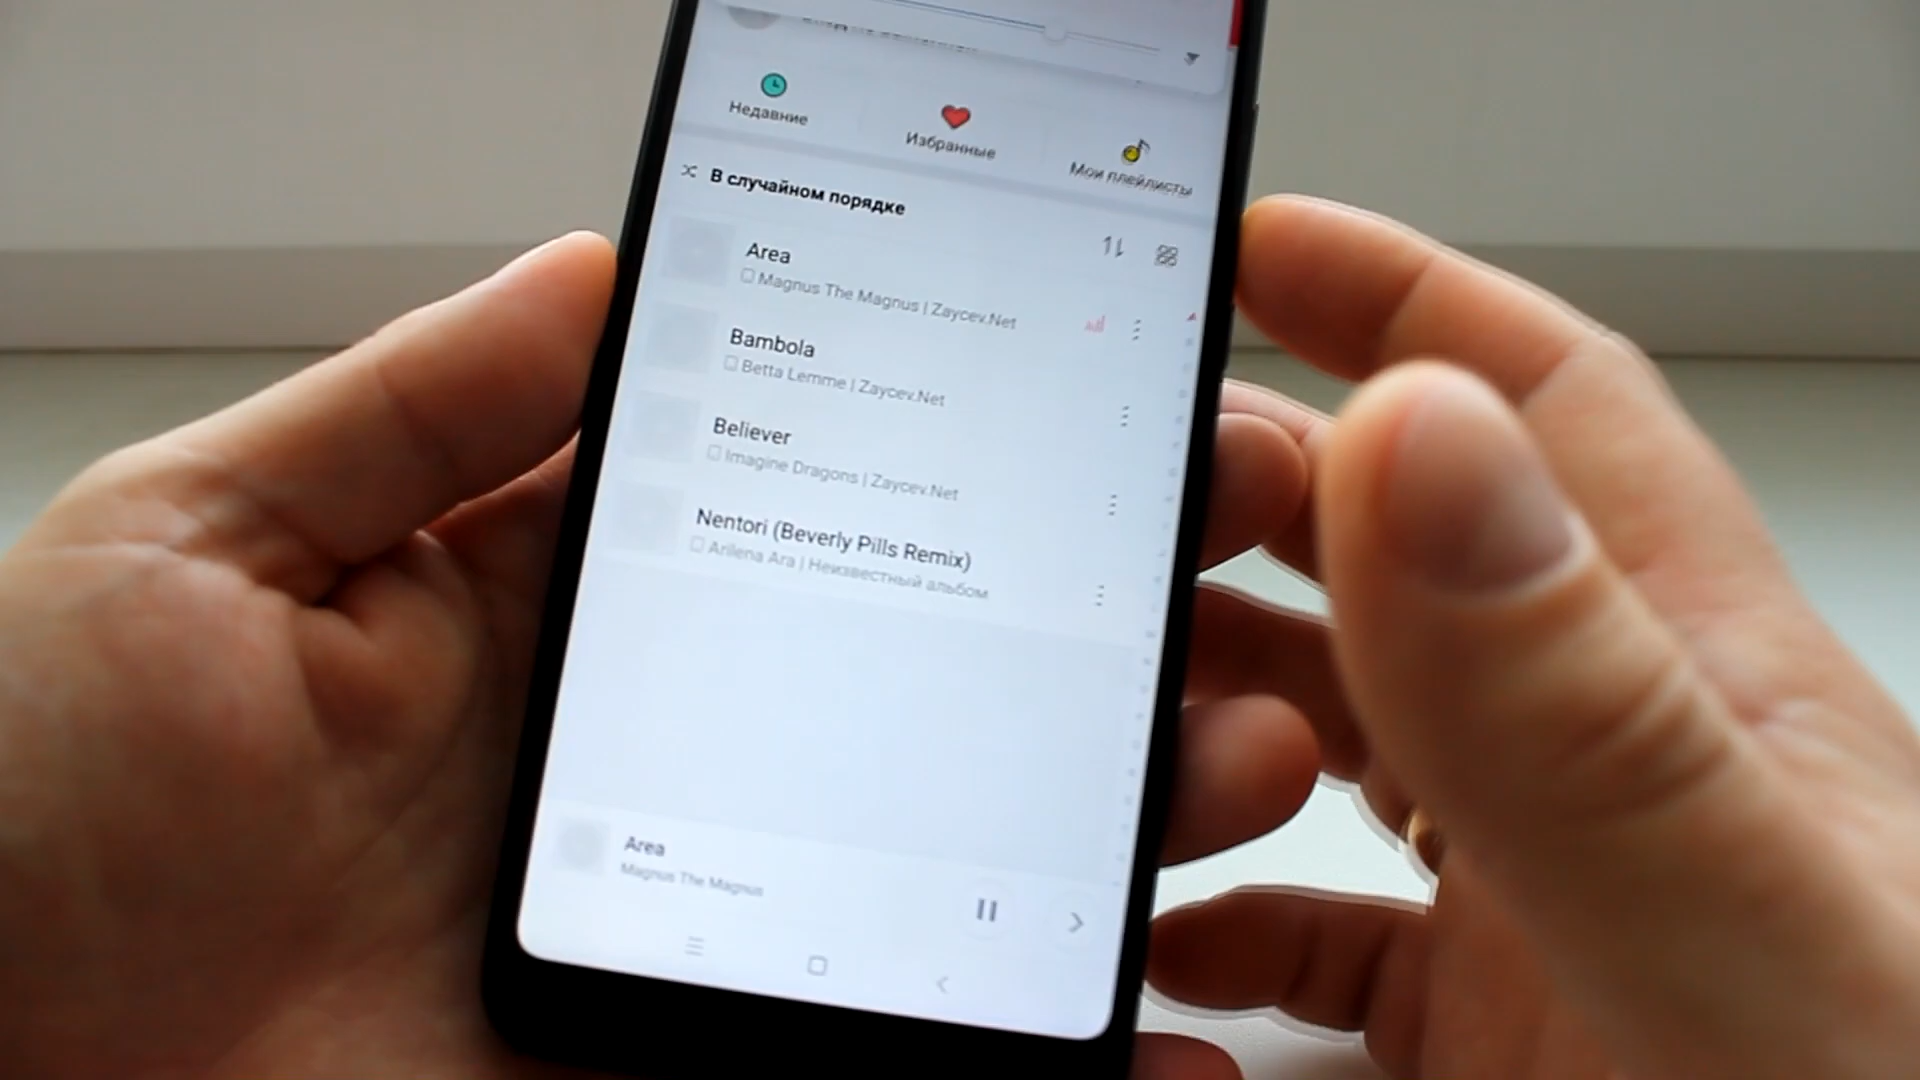 Недавние
Избранные
Мои плейлисты
В случайном порядке
Area
Magnus The Magnus | Zaycev.Net
Bambola
Betta Lemme | Zaycev.Net
Believer
Imagine Dragons | Zaycev.Net
Nentori (Beverly Pills Remix)
Arilena Ara | Неизвестный альбом
Area
Magnus The Magnus